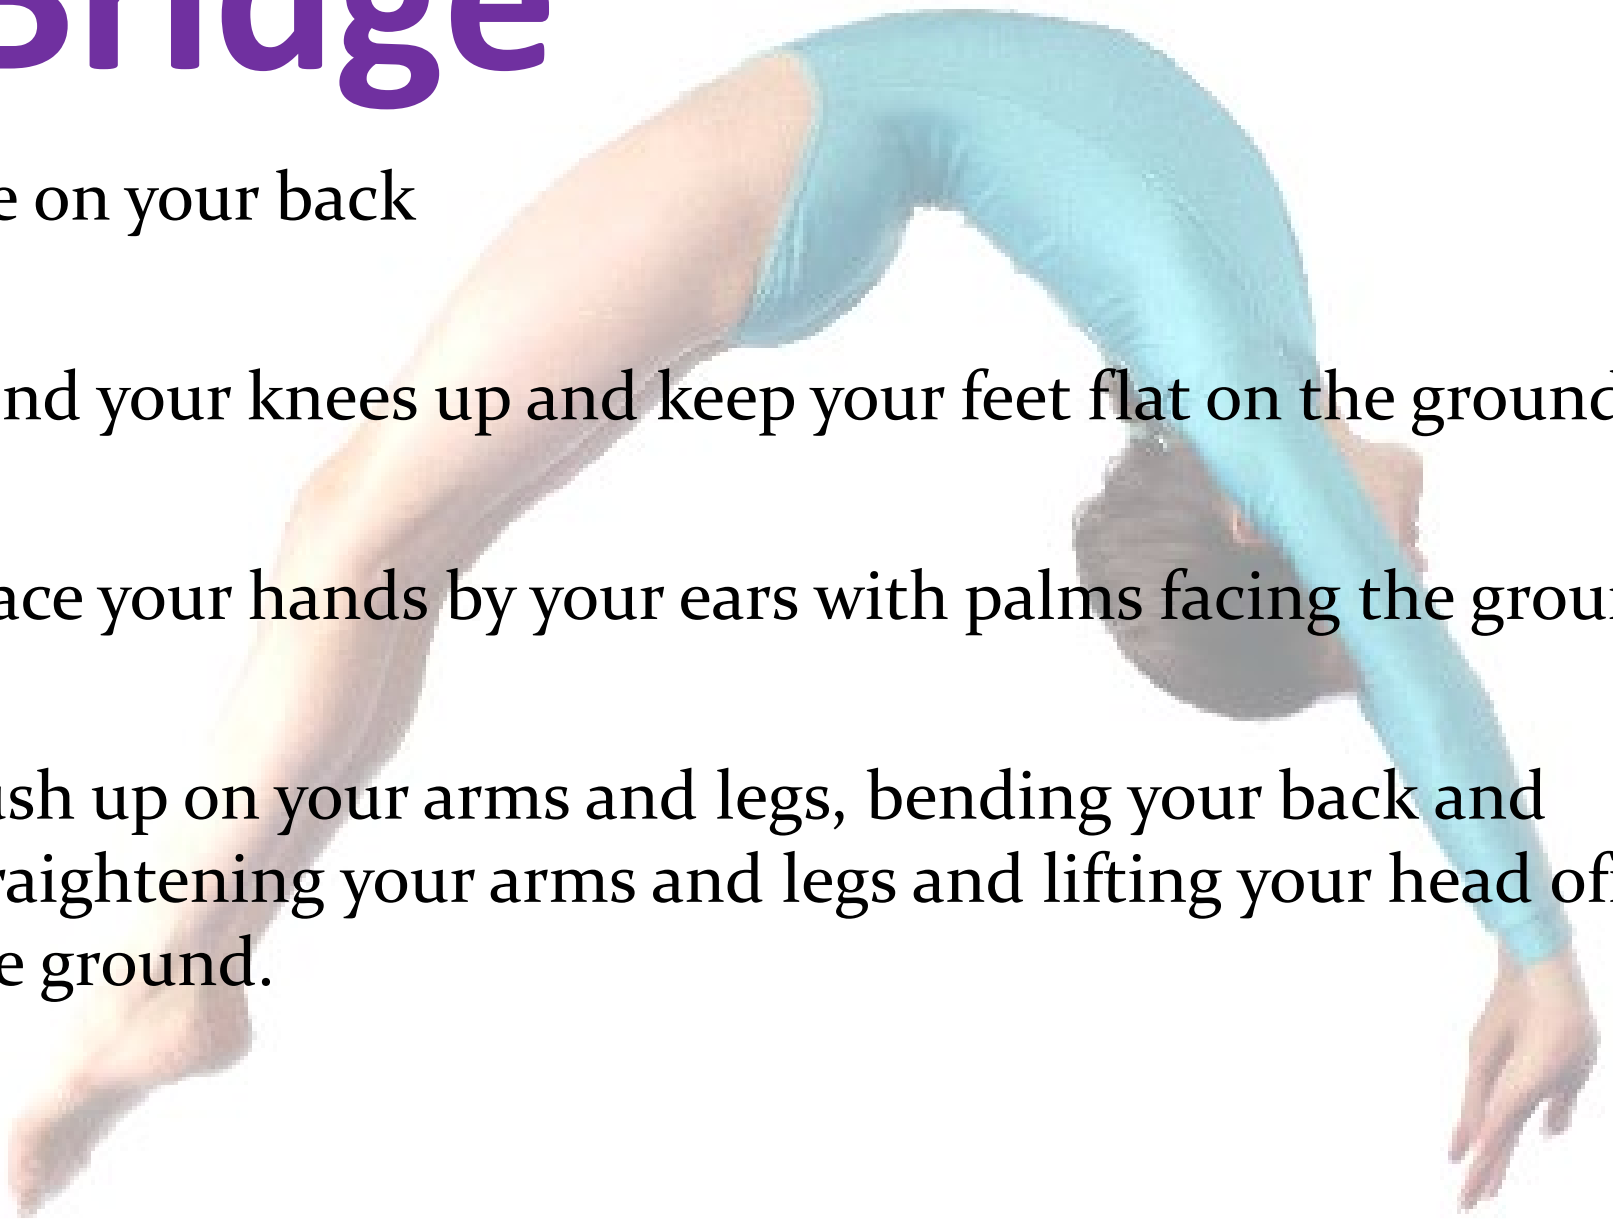 Bridge
e on your back
nd your knees up and keep your feet flat on the ground
ace your hands by your ears with palms facing the grou
ush up on your arms and legs, bending your back and
raightening your arms and legs and lifting your head of
e ground.